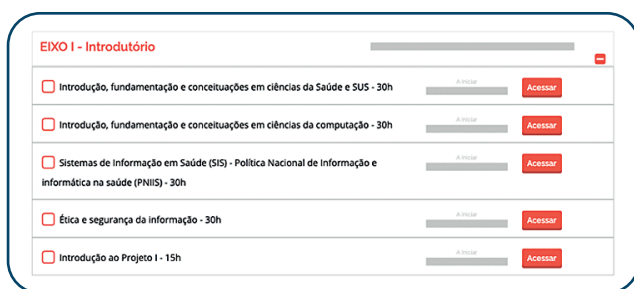 EIXO I - Introdutório
Introdução, fundamentação e conceituações em ciências da Saúde e SUS - 30h
A Iniciar
Acessar
Introdução, fundamentação e conceituações em ciências da computação - 30h
A Iniciar
Acessar
Sistemas de Informação em Saúde (SIS) - Política Nacional de Informação e
informática na saúde (PNIIS) - 30h
A Iniciar
Acessar
Ética e segurança da informação - 30h
A Iniciar
Acessar
Introdução ao Projeto I - 15h
A Iniciar
Acessar